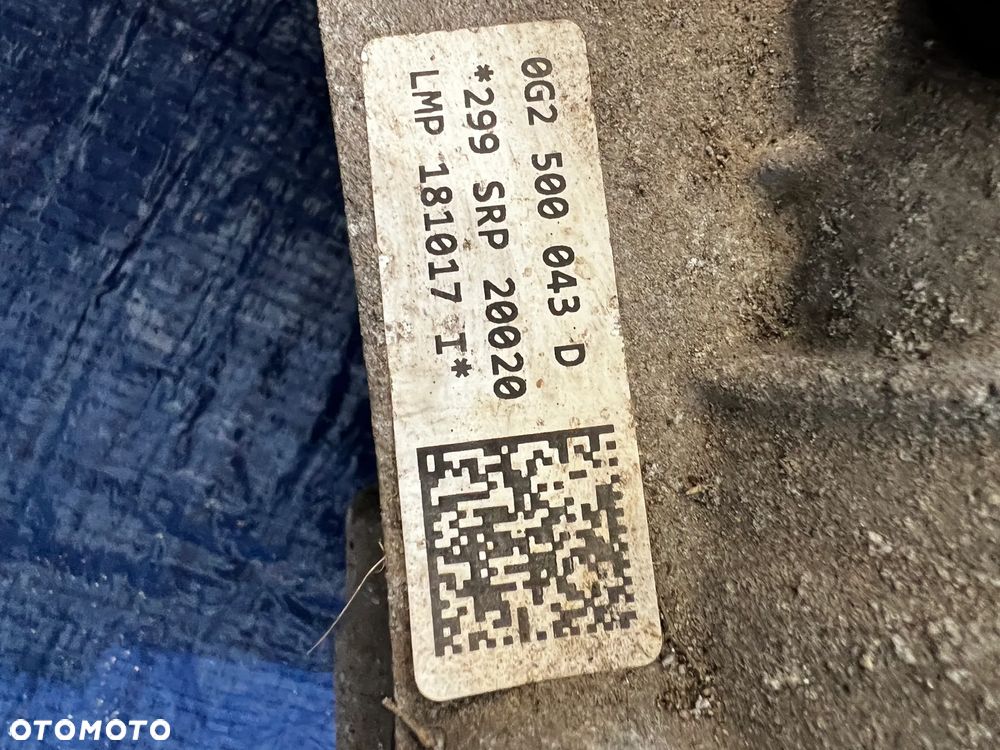 0G2 500 043 D
*299 SRP 20020
LMP 181017 I*
OTOMOTO